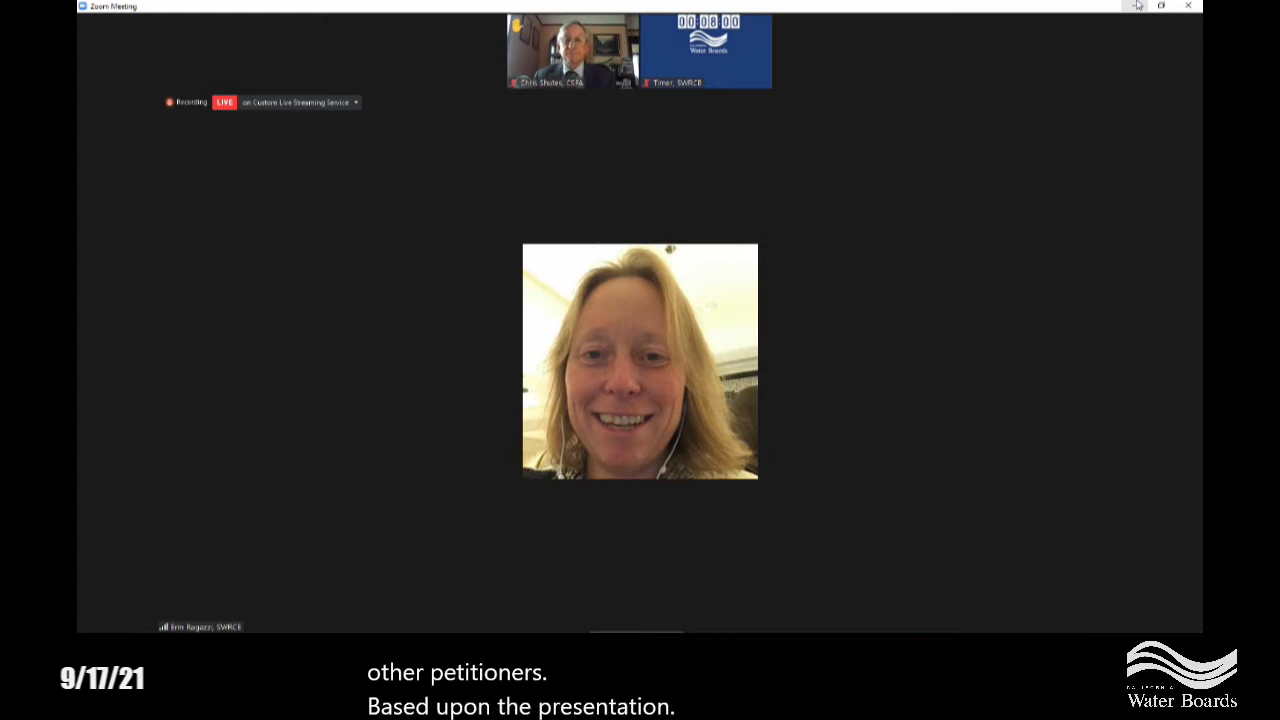 Zoom Meeting
00:08:00
Water Boards
Chris Shutes, CSPA
Timer, SWRCB
Recording
LIVE
on Custom Live Streaming Service
Erin Ragazzi, SWRCB
other petitioners.
Based upon the presentation.
9/17/21
CALIFORNIA
Water Boards